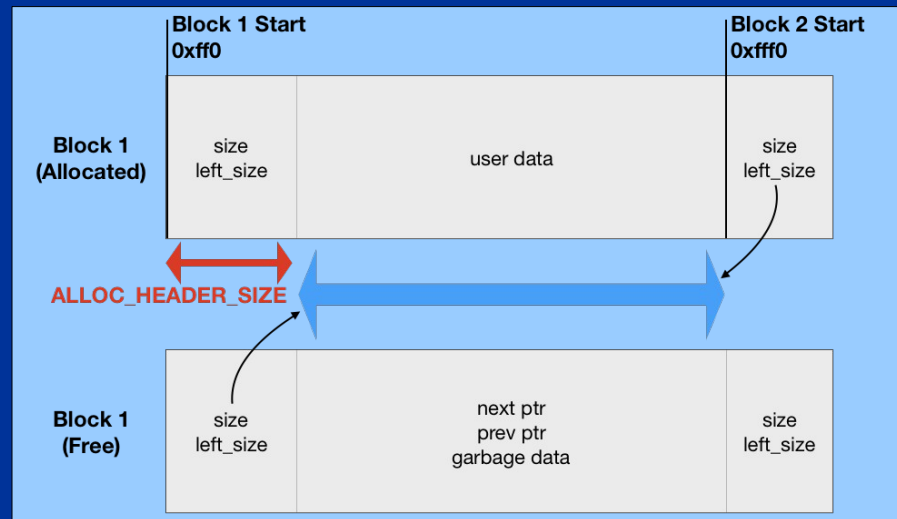 Block 1 Start
0xff0
Block 2 Start
0xfff0
Block 1
(Allocated)
size
left_size
user data
size
left_size
ALLOC_HEADER_SIZE
Block 1
(Free)
size
left_size
next ptr
prev ptr
garbage data
size
left_size